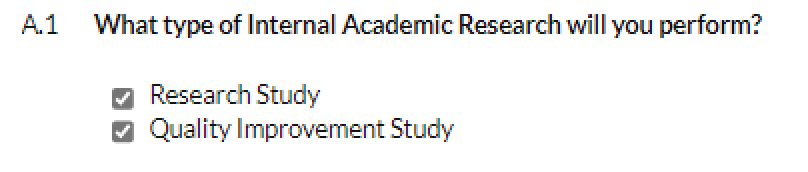 A.1 What type of Internal Academic Research will you perform?
Research Study
Quality Improvement Study